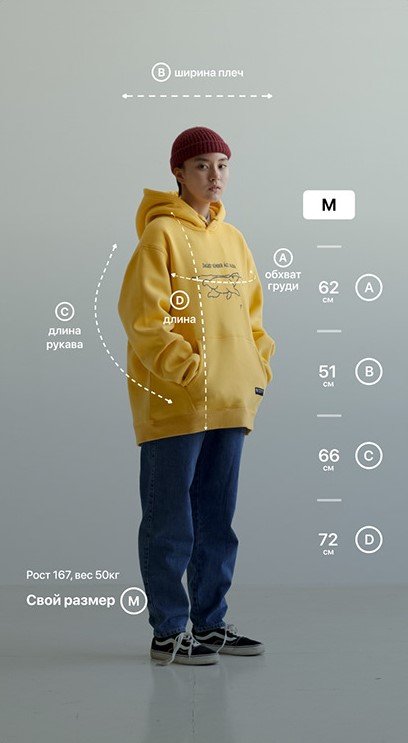 B ширина плеч
M
A
обхват
груди
62
см
A
D
длина
C
длина
рукава
51
см
B
66
см
C
72
см
D
Рост 167, вес 50кг
Свой размер M